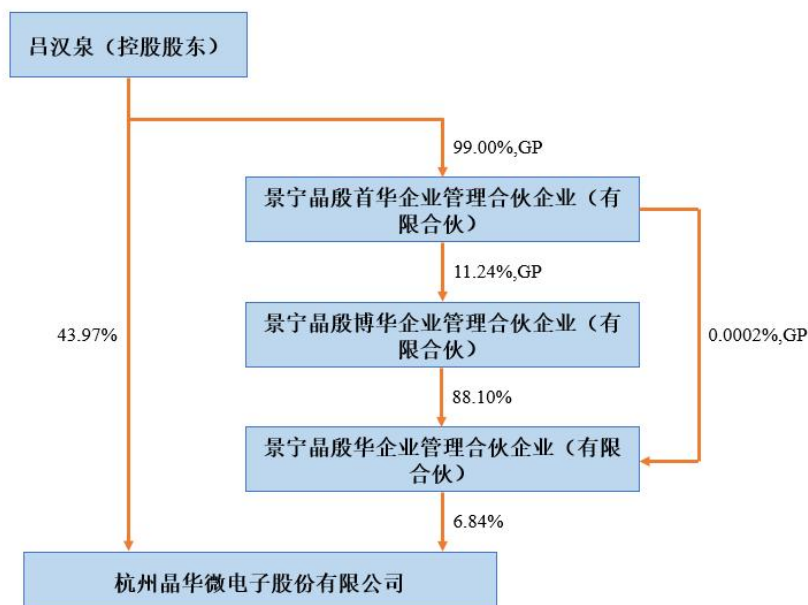 吕汉泉（控股股东）
99.00%,GP
景宁晶殷首华企业管理合伙企业（有
限合伙）
11.24%,GP
景宁晶殷博华企业管理合伙企业（有
限合伙）
43.97%
0.0002%,GP
88.10%
景宁晶殷华企业管理合伙企业（有限
合伙）
6.84%
杭州晶华微电子股份有限公司